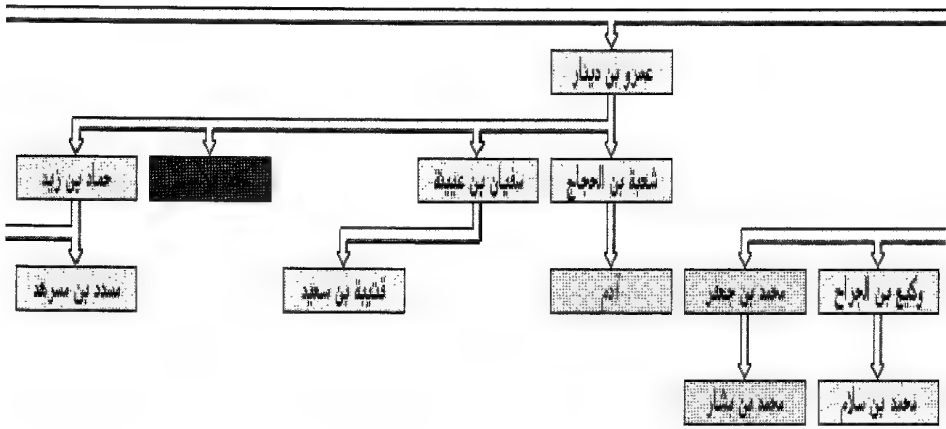 عمرو بن دينار
شعبة بن الحجاج
سفيان بن عيينة
حماد بن زيد
وكيع بن الجراح
محمد بن جعفر
آدم
قتيبة بن سعيد
مسدد بن مسرهد
محمد بن سلام
محمد بن بشار